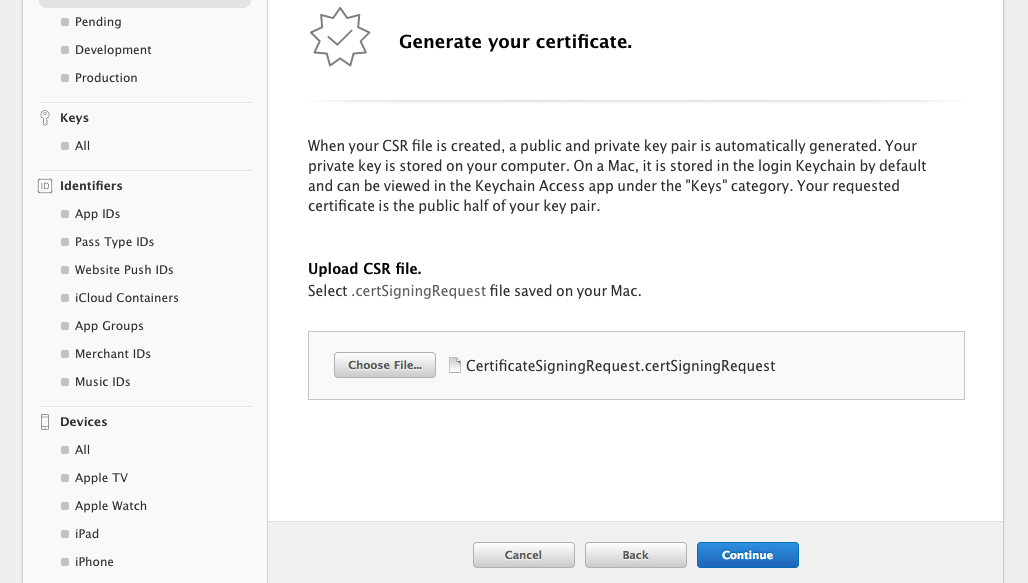 Pending
Development
Production
Keys
All
ID Identifiers
App IDs
Pass Type IDs
Website Push IDs
iCloud Containers
App Groups
Merchant IDs
Music IDs
Devices
All
Apple TV
Apple Watch
iPad
iPhone
Generate your certificate.
When your CSR file is created, a public and private key pair is automatically generated. Your
private key is stored on your computer. On a Mac, it is stored in the login Keychain by default
and can be viewed in the Keychain Access app under the "Keys" category. Your requested
certificate is the public half of your key pair.
Upload CSR file.
Select .certSigningRequest file saved on your Mac.
Choose File... CertificateSigningRequest.certSigningRequest
Cancel Back Continue